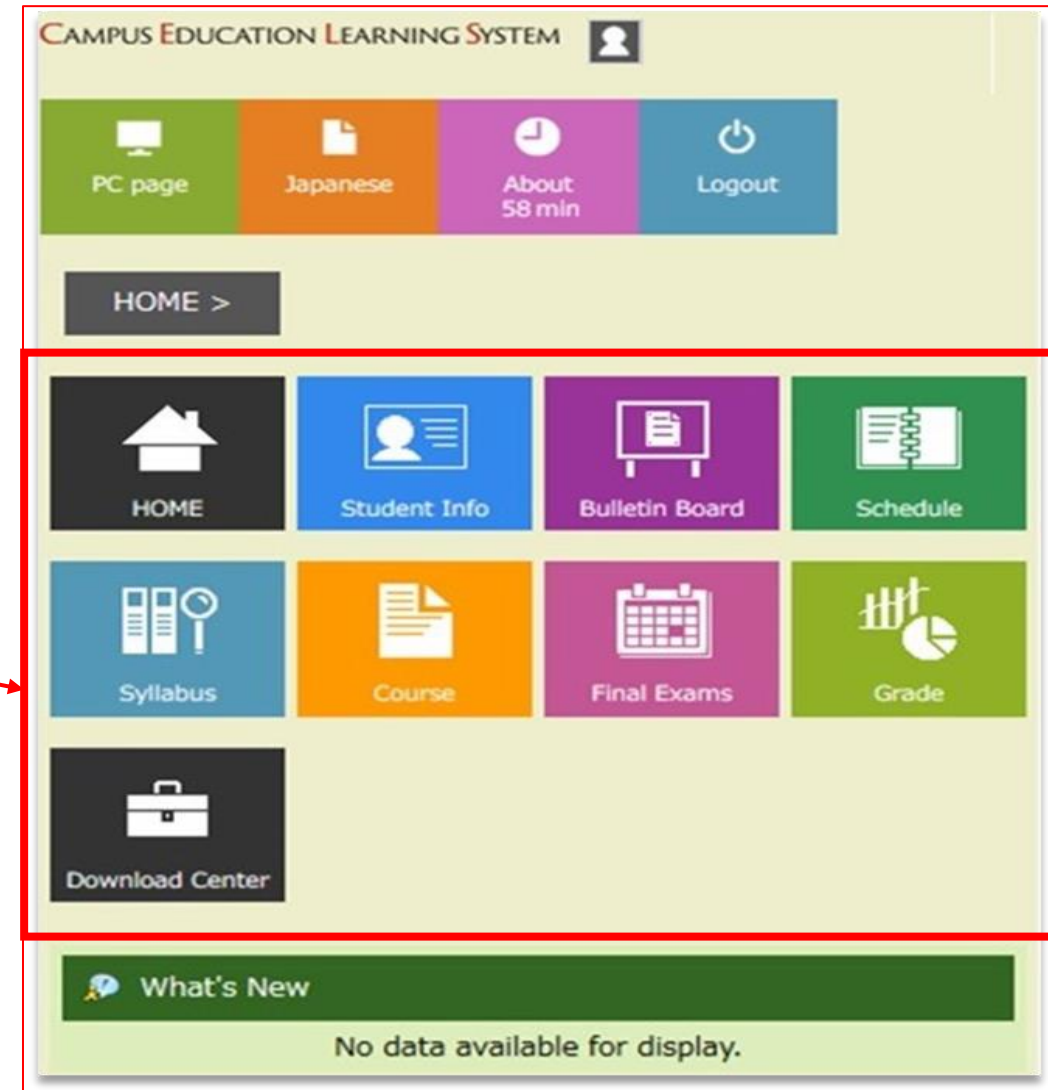 CAMPUS EDUCATION LEARNING SYSTEM
PC page
Japanese
About
58 min
Logout
HOME >
HOME
Student Info
Bulletin Board
Schedule
Syllabus
Course
Final Exams
Grade
Download Center
What's New
No data available for display.